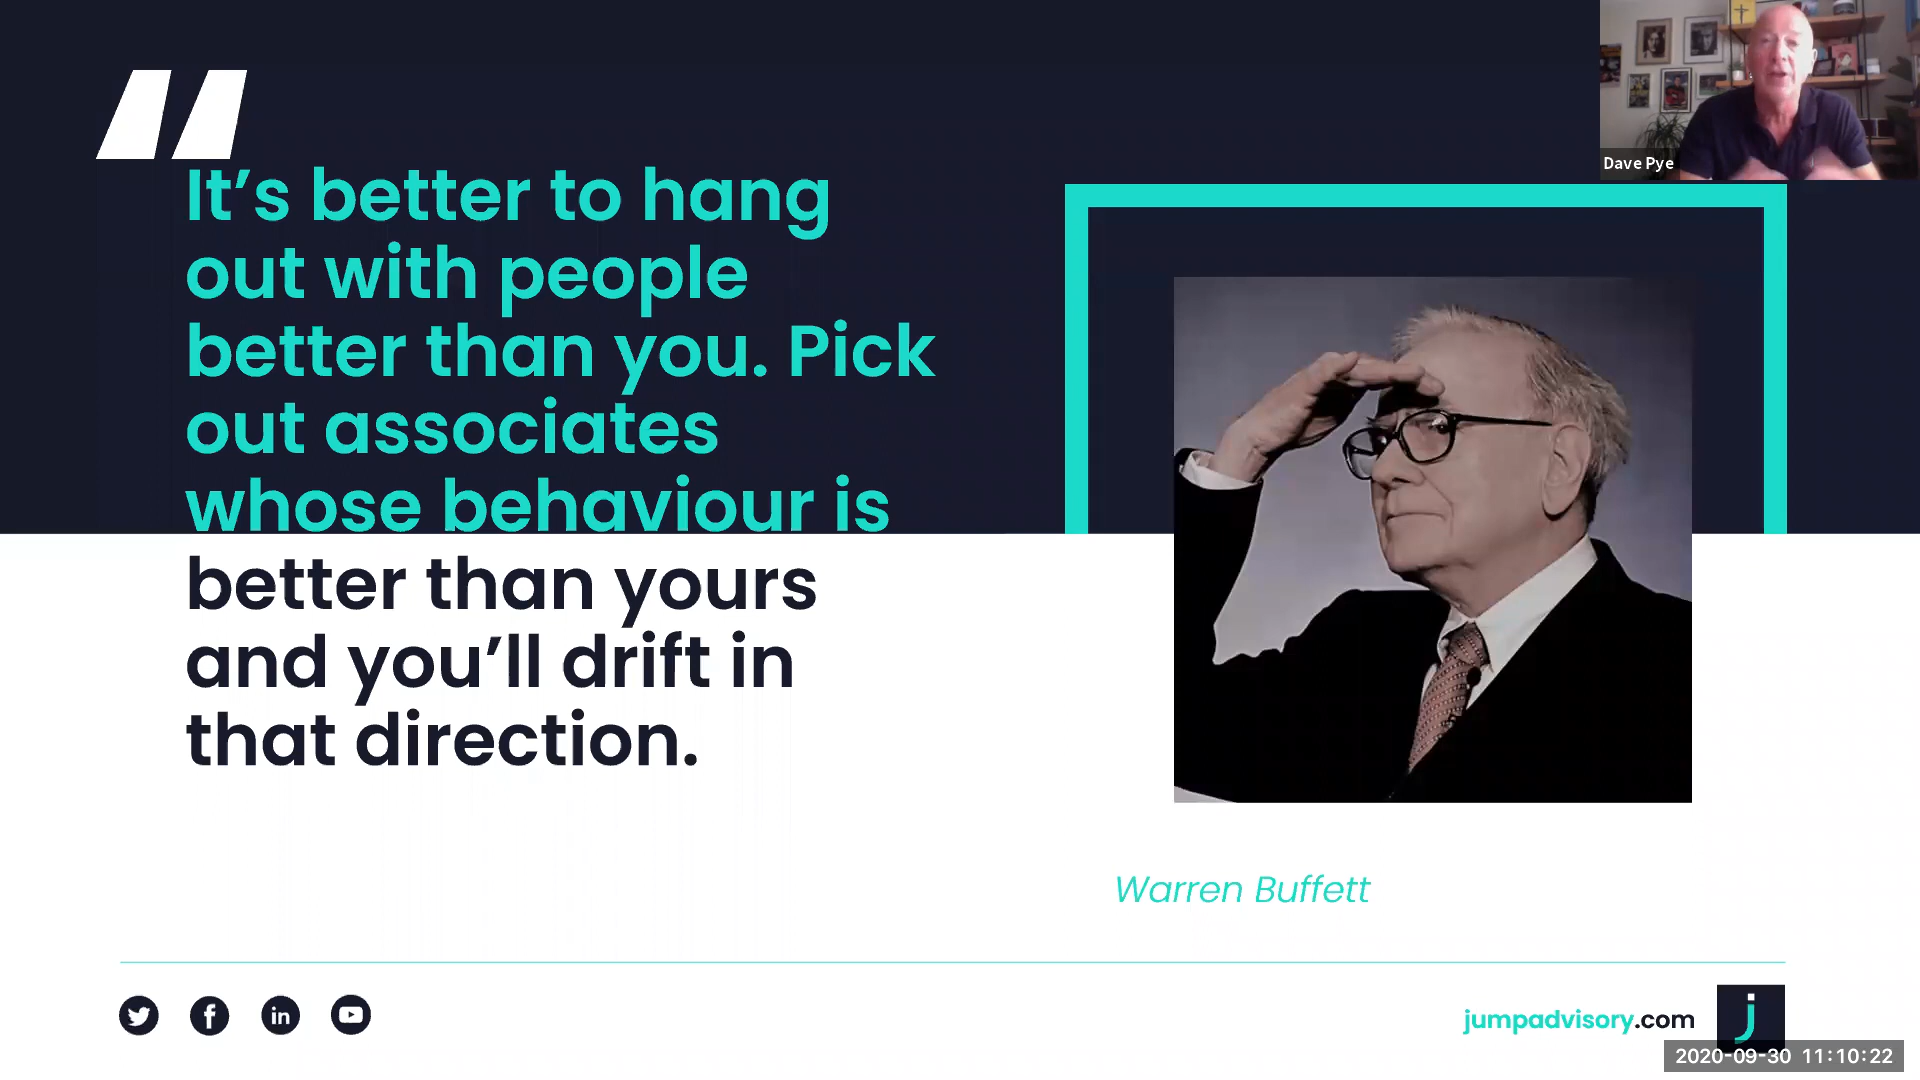 It’s better to hang
out with people
better than you. Pick
out associates
whose behaviour is
better than yours
and you’ll drift in
that direction.
Dave Pye
Warren Buffett
jumpadvisory.com
j
2020-09-30 11:10:22